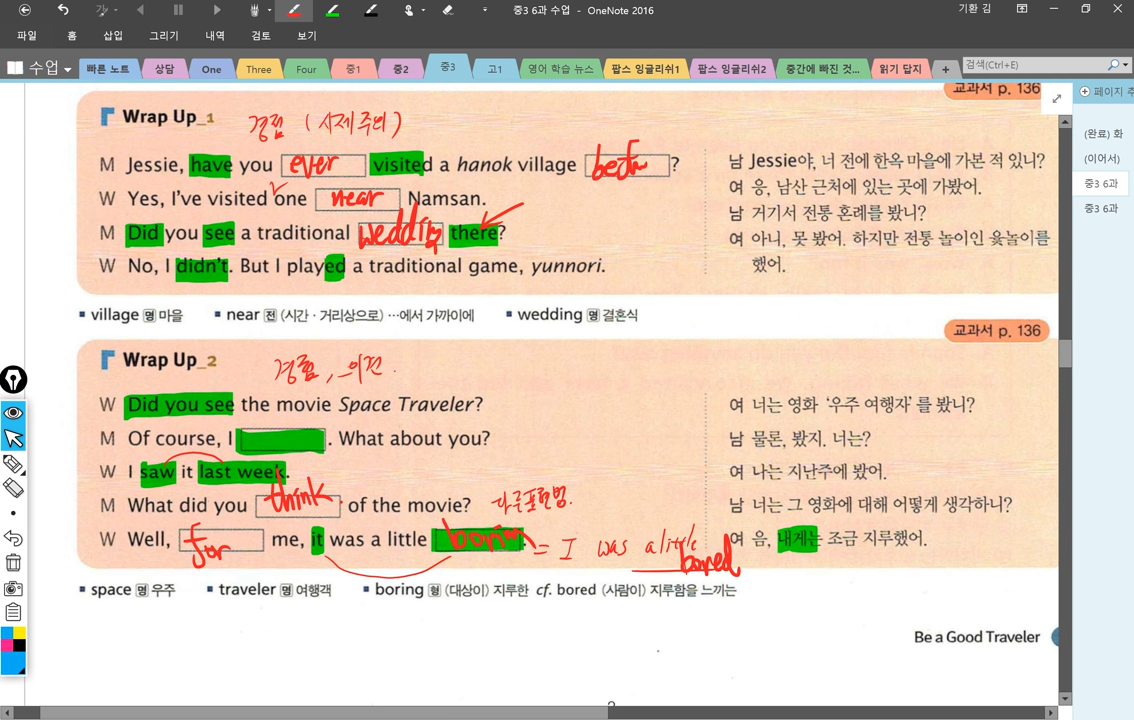 중3 6과 수업 - OneNote 2016
기환 김
파일 홈 삽입 그리기 내역 검토 보기
수업 빠른 노트 상담 One Three Four 중1 중2 중3 고1 영어 학습 뉴스 팝스 잉글리쉬1 팝스 잉글리쉬2 중간에 빠진 것... 읽기 답지 + 검색(Ctrl+E)
교과서 p. 136
페이지 추
(완료) 화
(이어서)
중3 6과
중3 6과
Wrap Up_1
경험 (시제주의)
M Jessie, have you ever visited a hanok village before?
W Yes, I've visited one near Namsan.
M Did you see a traditional wedding there?
W No, I didn't. But I played a traditional game, yunnori.
남 Jessie야, 너 전에 한옥 마을에 가본 적 있니?
여 응, 남산 근처에 있는 곳에 가봤어.
남 거기서 전통 혼례를 봤니?
여 아니, 못 봤어. 하지만 전통 놀이인 윷놀이를
했어.
▪ village 명 마을 ▪ near 전 (시간·거리상으로) …에서 가까이에 ▪ wedding 명 결혼식
교과서 p. 136
Wrap Up_2
경험, 의견.
W Did you see the movie Space Traveler?
M Of course, I . What about you?
W I saw it last week.
M What did you think of the movie? 다른표현법.
W Well, for me, it was a little boring. = I was a little bored
여 너는 영화 '우주 여행자'를 봤니?
남 물론, 봤지. 너는?
여 나는 지난주에 봤어.
남 너는 그 영화에 대해 어떻게 생각하니?
여 음, 내게는 조금 지루했어.
▪ space 명 우주 ▪ traveler 명 여행객 ▪ boring 형 (대상이) 지루한 cf. bored (사람이) 지루함을 느끼는
Be a Good Traveler